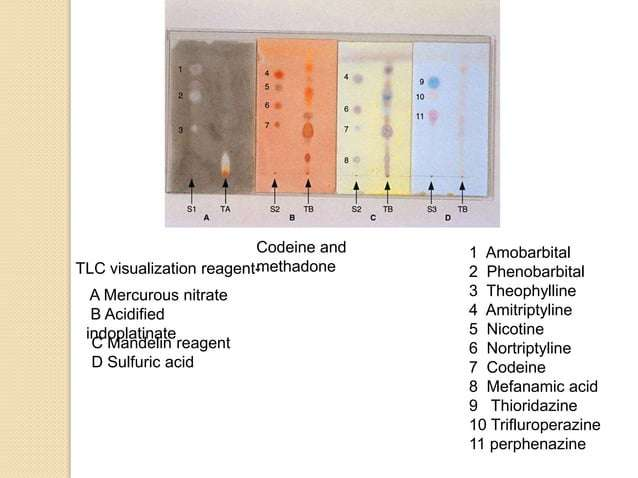 1
2
3
4
5
6
7
4
6
7
8
9
10
11
S1 TA S2 TB S2 TB S3 TB
A B C D
Codeine and
methadone
TLC visualization reagent-
A Mercurous nitrate
B Acidified
indoplatinate
C Mandelin reagent
D Sulfuric acid
1 Amobarbital
2 Phenobarbital
3 Theophylline
4 Amitriptyline
5 Nicotine
6 Nortriptyline
7 Codeine
8 Mefanamic acid
9 Thioridazine
10 Trifluroperazine
11 perphenazine